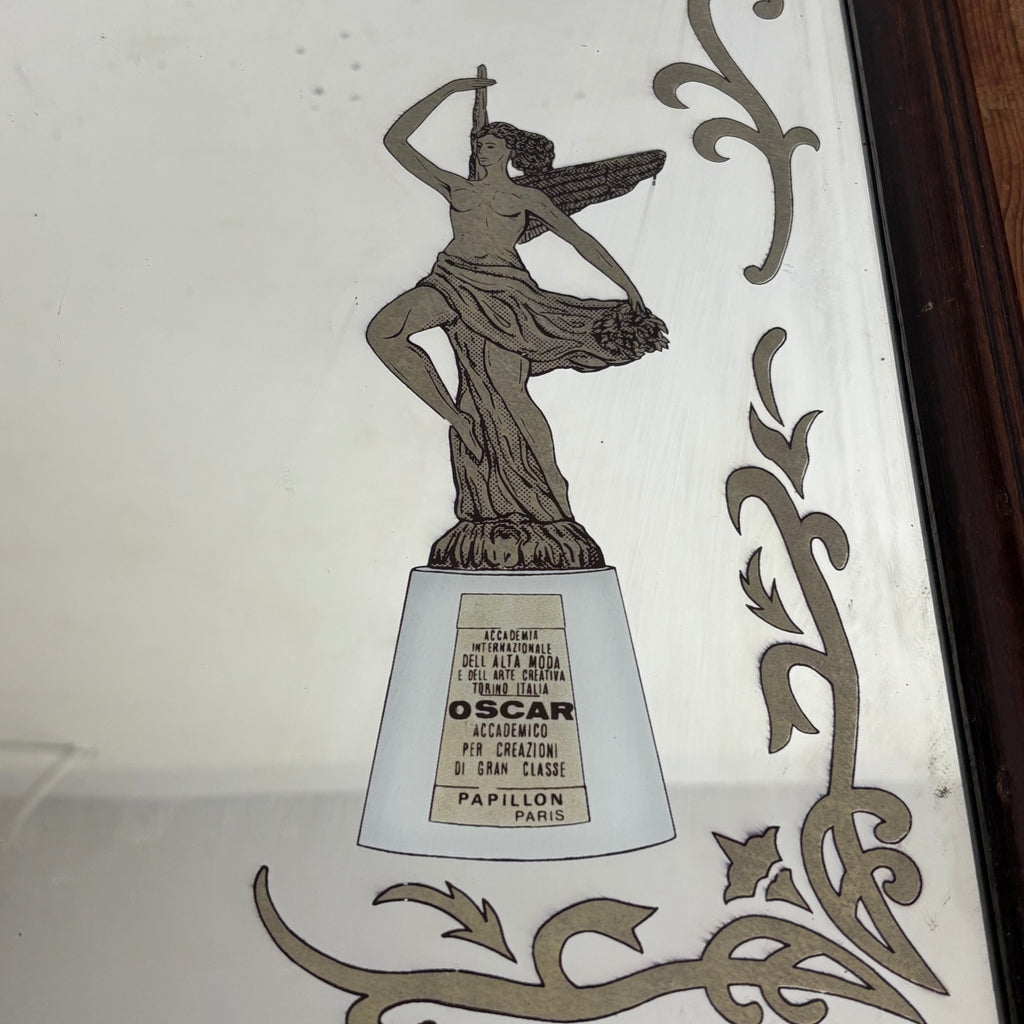 ACCADEMIA
INTERNAZIONALE
DELL ALTA MODA
E DELL ARTE CREATIVA
TORINO ITALIA
OSCAR
ACCADEMICO
PER CREAZIONI
DI GRAN CLASSE
PAPILLON
PARIS